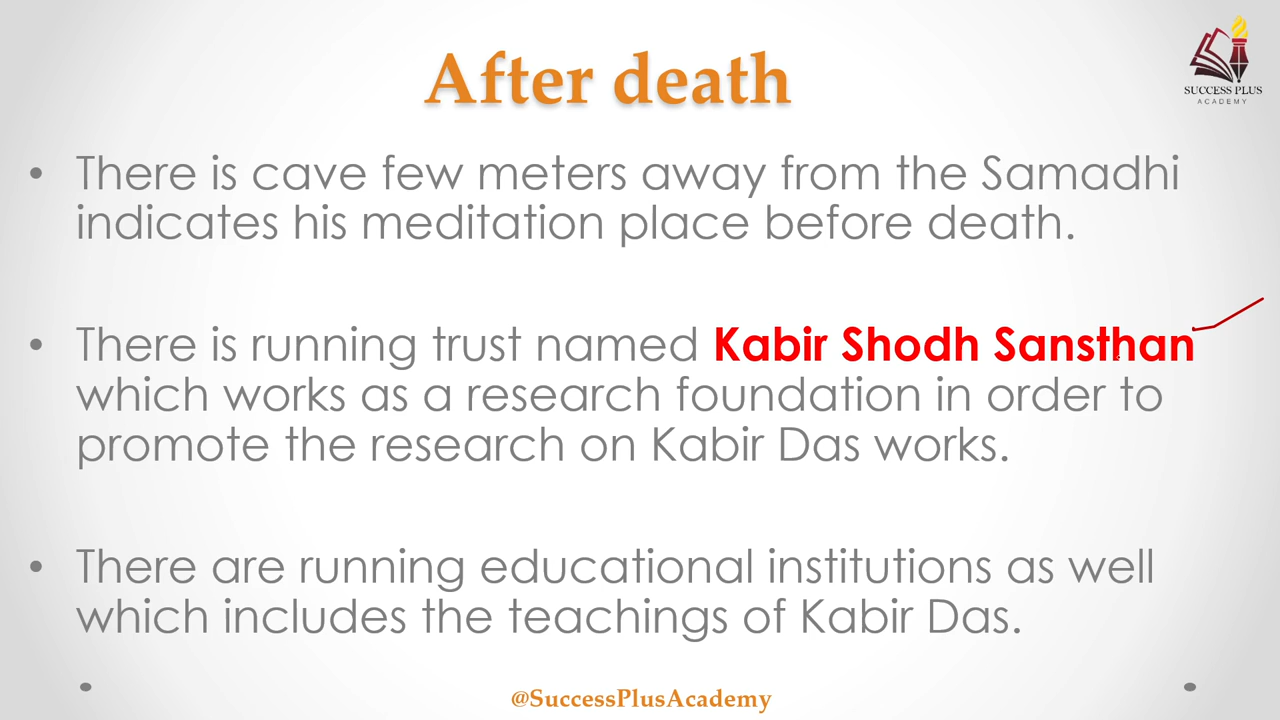 After death
SUCCESS PLUS
ACADEMY
• There is cave few meters away from the Samadhi
indicates his meditation place before death.
• There is running trust named Kabir Shodh Sansthan
which works as a research foundation in order to
promote the research on Kabir Das works.
• There are running educational institutions as well
which includes the teachings of Kabir Das.
@SuccessPlusAcademy